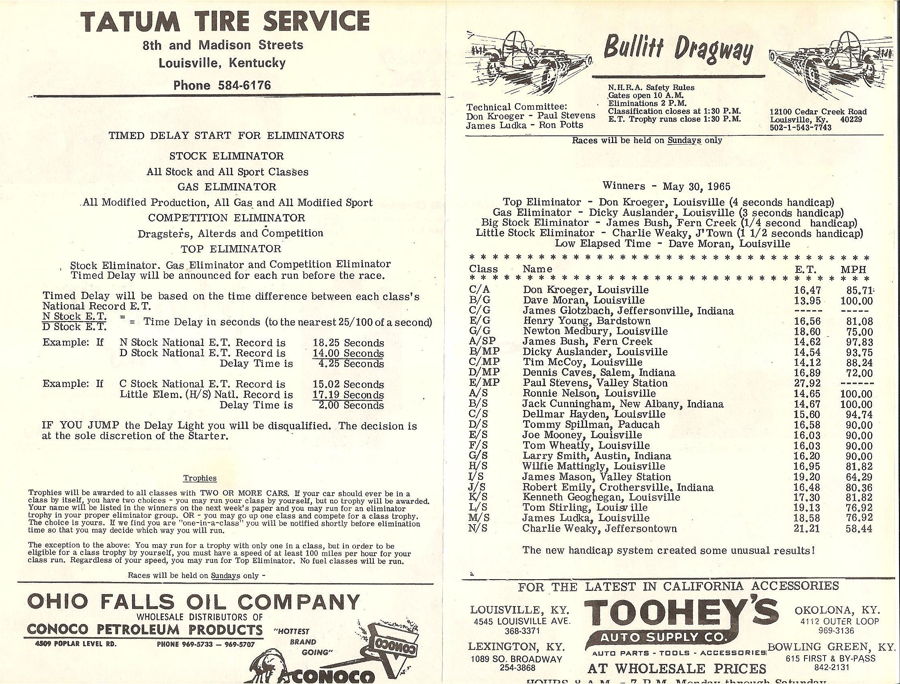 TATUM TIRE SERVICE
8th and Madison Streets
Louisville, Kentucky
Phone 584-6176
TIMED DELAY START FOR ELIMINATORS
STOCK ELIMINATOR
All Stock and All Sport Classes
GAS ELIMINATOR
All Modified Production, All Gas and All Modified Sport
COMPETITION ELIMINATOR
Dragsters, Alterds and Competition
TOP ELIMINATOR
Stock Eliminator. Gas Eliminator and Competition Eliminator
Timed Delay will be announced for each run before the race.
Timed Delay will be based on the time difference between each class's
National Record E.T.
N Stock E.T. = = Time Delay in seconds (to the nearest 25/100 of a second)
D Stock E.T.
Example: If N Stock National E.T. Record is 18.25 Seconds
D Stock National E.T. Record is 14.00 Seconds
Delay Time is 4.25 Seconds
Example: If C Stock National E.T. Record is 15.02 Seconds
Little Elem. (H/S) Natl. Record is 17.19 Seconds
Delay Time is 2.00 Seconds
IF YOU JUMP the Delay Light you will be disqualified. The decision is
at the sole discretion of the Starter.
Trophies
Trophies will be awarded to all classes with TWO OR MORE CARS. If your car should ever be in a
class by itself, you have two choices - you may run your class by yourself, but no trophy will be awarded.
Your name will be listed in the winners on the next week's paper and you may run for an eliminator
trophy in your proper eliminator group. OR - you may go up one class and compete for a class trophy.
The choice is yours. If we find you are "one-in-a-class" you will be notified shortly before elimination
time so that you may decide which way you will run.
The exception to the above: You may run for a trophy with only one in a class, but in order to be
eligible for a class trophy by yourself, you must have a speed of at least 100 miles per hour for your
class run. Regardless of your speed, you may run for Top Eliminator. No fuel classes will be run.
Races will be held on Sundays only -
OHIO FALLS OIL COMPANY
WHOLESALE DISTRIBUTORS OF
CONOCO PETROLEUM PRODUCTS
4509 POPLAR LEVEL RD. PHONE 969-5733 — 969-5707
"HOTTEST
BRAND
GOING"
CONOCO
CONOCO
Bullitt Dragway
Technical Committee:
Don Kroeger - Paul Stevens
James Ludka - Ron Potts
N.H.R.A. Safety Rules
Gates open 10 A.M.
Eliminations 2 P.M.
Classification closes at 1:30 P.M.
E.T. Trophy runs close 1:30 P.M.
12100 Cedar Creek Road
Louisville, Ky. 40229
502-1-543-7743
Races will be held on Sundays only
Winners - May 30, 1965
Top Eliminator - Don Kroeger, Louisville (4 seconds handicap)
Gas Eliminator - Dicky Auslander, Louisville (3 seconds handicap)
Big Stock Eliminator - James Bush, Fern Creek (1/4 second handicap)
Little Stock Eliminator - Charlie Weaky, J'Town (1 1/2 seconds handicap)
Low Elapsed Time - Dave Moran, Louisville
* * * * * * * * * * * * * * * * * * * * * * * * * * * * * * * * * * *
Class Name E.T. MPH
* * * * * * * * * * * * * * * * * * * * * * * * * * * * * * * * * * *
C/A Don Kroeger, Louisville 16.47 85.71
B/G Dave Moran, Louisville 13.95 100.00
C/G James Glotzbach, Jeffersonville, Indiana ----- -----
E/G Henry Young, Bardstown 16.56 81.08
G/G Newton Medbury, Louisville 18.60 75.00
A/SP James Bush, Fern Creek 14.62 97.83
B/MP Dicky Auslander, Louisville 14.54 93.75
C/MP Tim McCoy, Louisville 14.12 88.24
D/MP Dennis Caves, Salem, Indiana 16.89 72.00
E/MP Paul Stevens, Valley Station 27.92 ------
A/S Ronnie Nelson, Louisville 14.65 100.00
B/S Jack Cunningham, New Albany, Indiana 14.67 100.00
C/S Dellmar Hayden, Louisville 15.60 94.74
D/S Tommy Spillman, Paducah 16.58 90.00
E/S Joe Mooney, Louisville 16.03 90.00
F/S Tom Wheatly, Louisville 16.03 90.00
G/S Larry Smith, Austin, Indiana 16.20 90.00
H/S Wilfie Mattingly, Louisville 16.95 81.82
I/S James Mason, Valley Station 19.20 64.29
J/S Robert Emily, Crothersville, Indiana 16.48 80.36
K/S Kenneth Geoghegan, Louisville 17.30 81.82
L/S Tom Stirling, Louisville 19.13 76.92
M/S James Ludka, Louisville 18.58 76.92
N/S Charlie Weaky, Jeffersontown 21.21 58.44
The new handicap system created some unusual results!
FOR THE LATEST IN CALIFORNIA ACCESSORIES
LOUISVILLE, KY.
4545 LOUISVILLE AVE.
368-3371
LEXINGTON, KY.
1089 SO. BROADWAY
254-3868
TOOHEY'S
AUTO SUPPLY CO.
AUTO PARTS - TOOLS - ACCESSORIES
AT WHOLESALE PRICES
HOURS 8 A.M. - 7 P.M. Monday through Saturday
OKOLONA, KY.
4112 OUTER LOOP
969-3136
BOWLING GREEN, KY.
615 FIRST & BY-PASS
842-2131